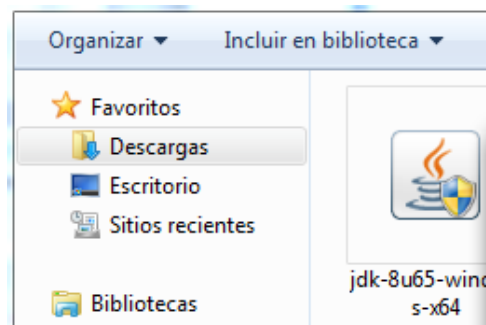 Organizar Incluir en biblioteca
Favoritos
Descargas
Escritorio
Sitios recientes
Bibliotecas
jdk-8u65-wind
s-x64